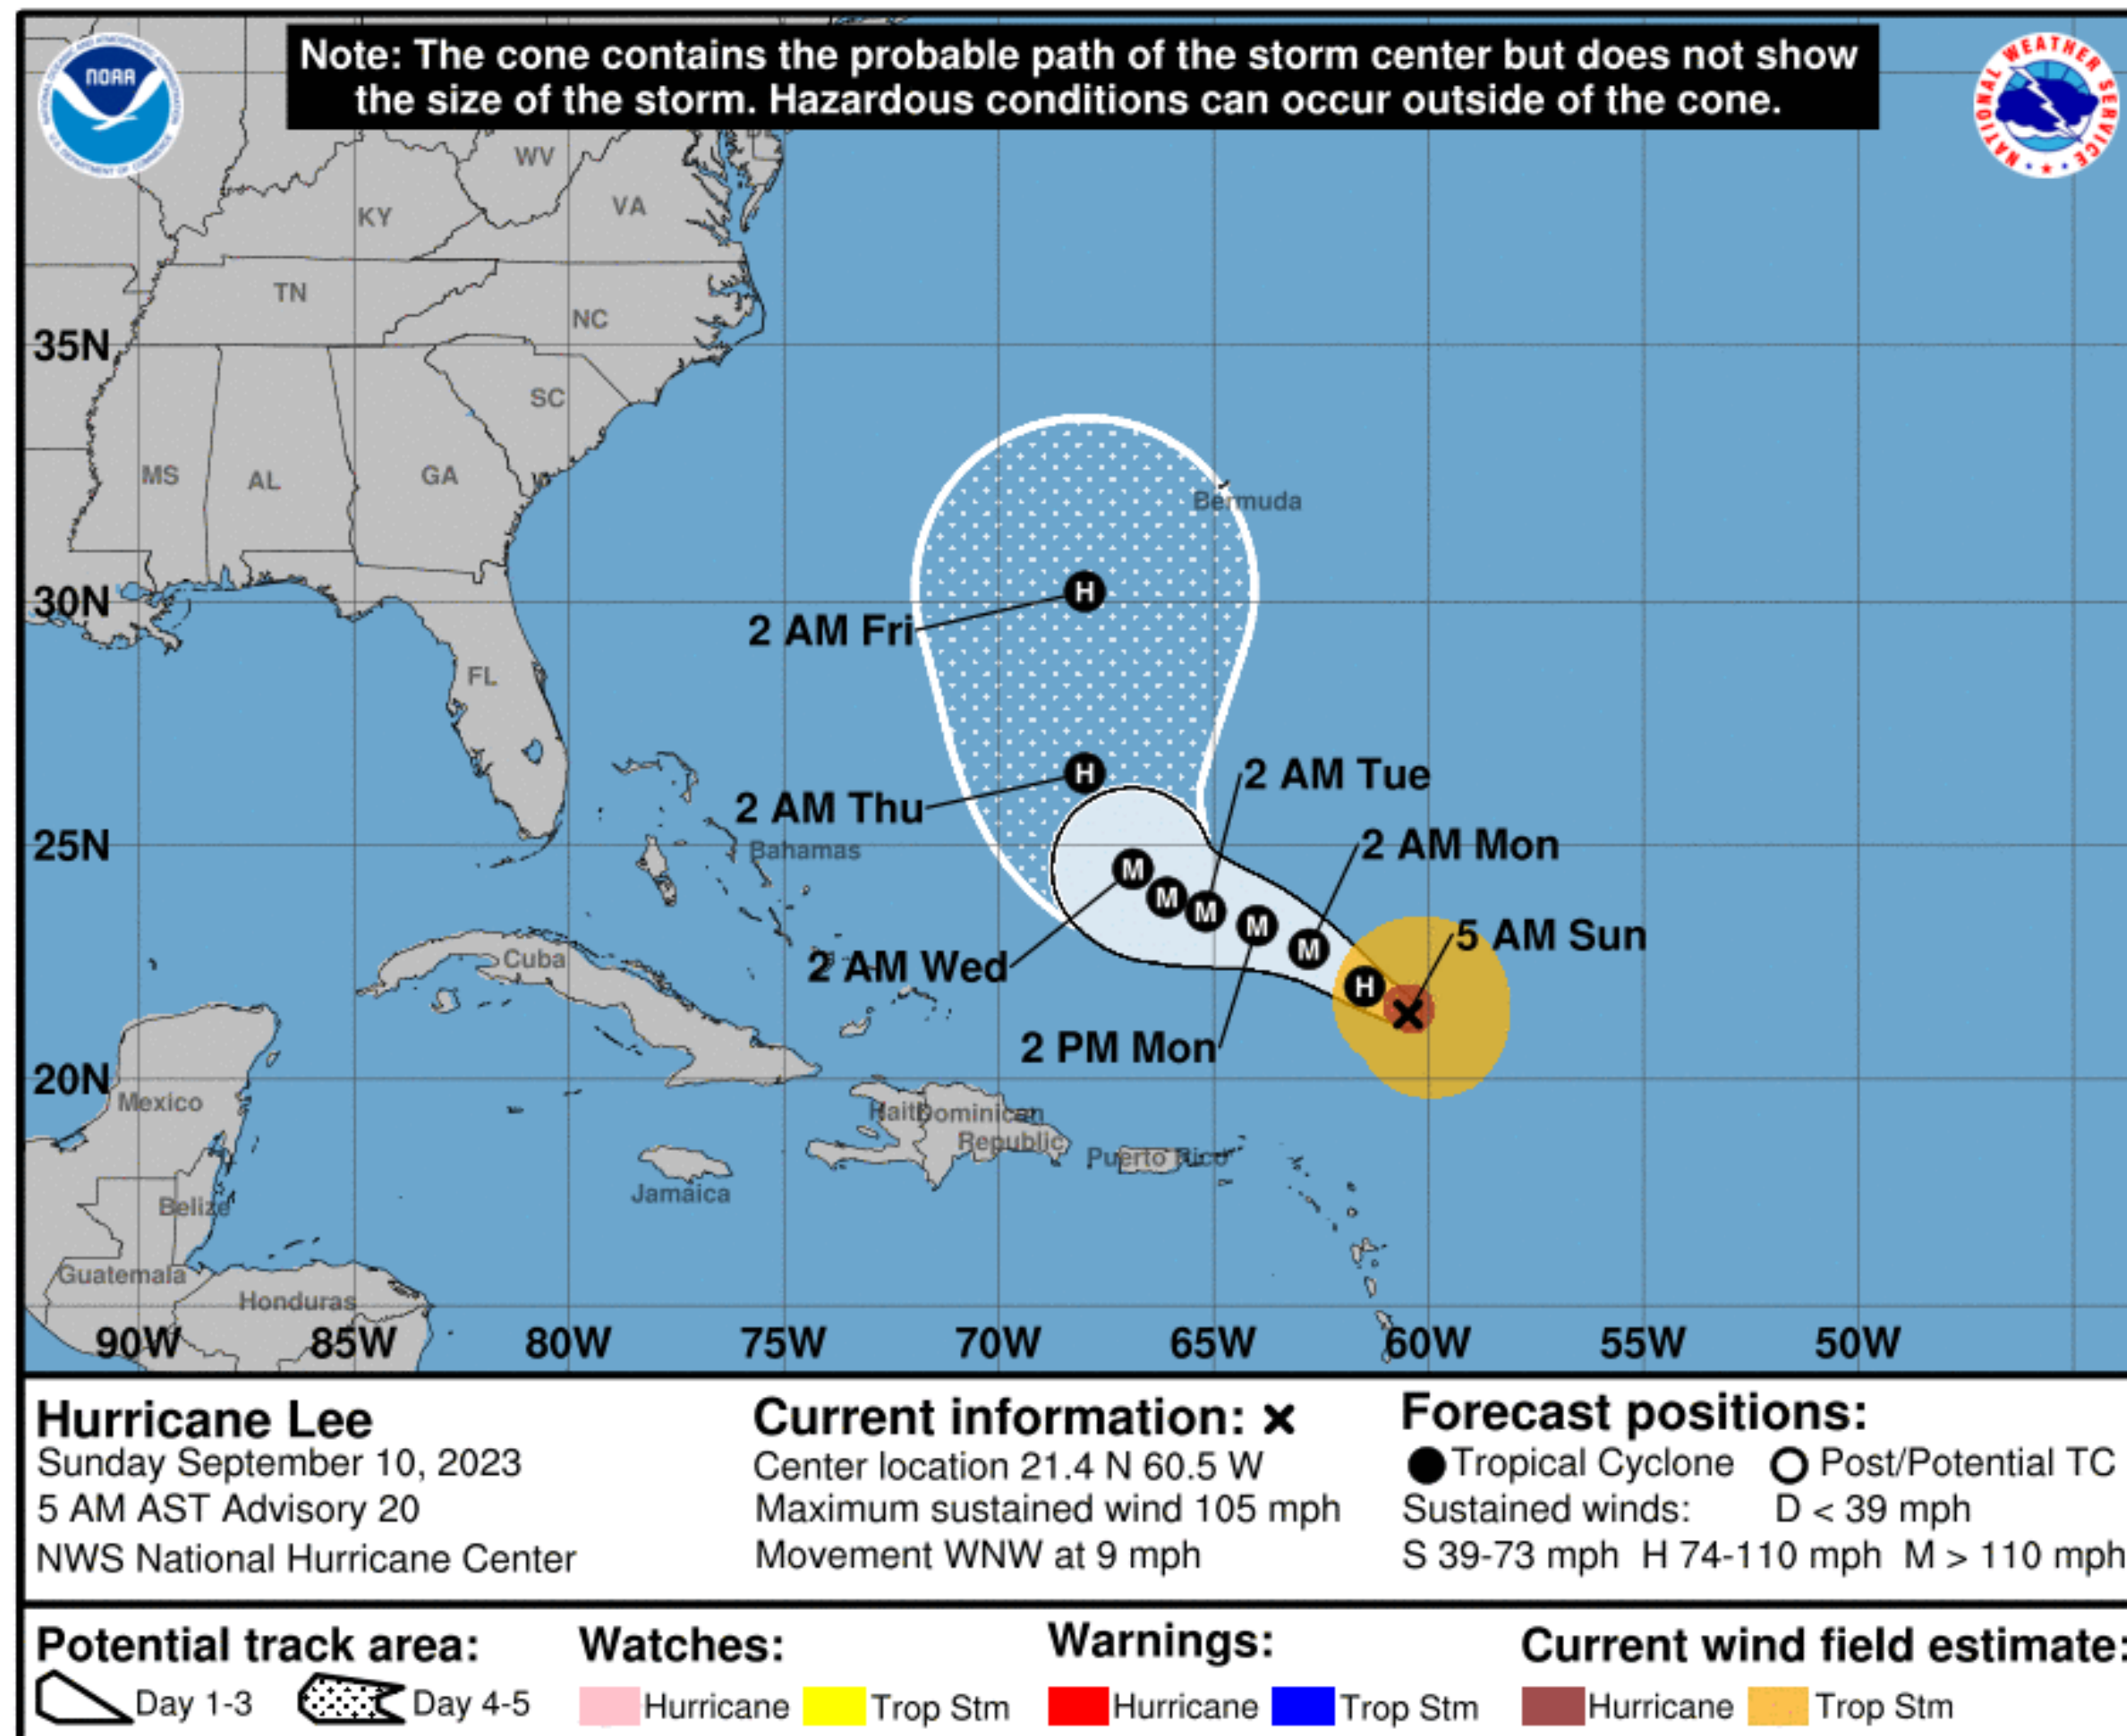 Note: The cone contains the probable path of the storm center but does not show
the size of the storm. Hazardous conditions can occur outside of the cone.
NOAA
NATIONAL WEATHER SERVICE
WV
KY
VA
TN
NC
35N
SC
MS
AL
GA
Bermuda
H
30N
2 AM Fri
FL
H
2 AM Tue
2 AM Thu
25N
Bahamas
2 AM Mon
M
M
M
M
M
5 AM Sun
Cuba
2 AM Wed
H
2 PM Mon
20N
Mexico
Haiti
Dominican
Republic
Puerto Rico
Jamaica
Belize
Guatemala
Honduras
90W 85W 80W 75W 70W 65W 60W 55W 50W
Hurricane Lee
Sunday September 10, 2023
5 AM AST Advisory 20
NWS National Hurricane Center
Current information: x
Center location 21.4 N 60.5 W
Maximum sustained wind 105 mph
Movement WNW at 9 mph
Forecast positions:
Tropical Cyclone Post/Potential TC
Sustained winds: D < 39 mph
S 39-73 mph H 74-110 mph M > 110 mph
Potential track area:
Day 1-3 Day 4-5
Watches:
Hurricane Trop Stm
Warnings:
Hurricane Trop Stm
Current wind field estimate:
Hurricane Trop Stm